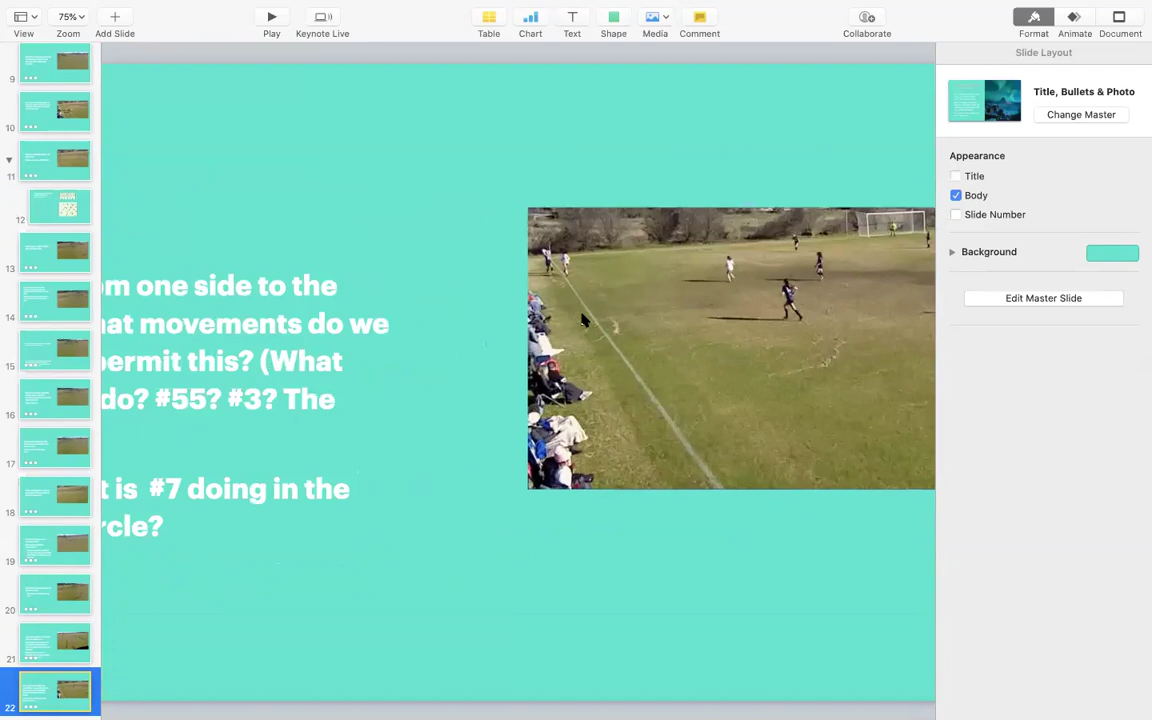 View
75%
Zoom
Add Slide
Play
Keynote Live
Table
Chart
Text
Shape
Media
Comment
Collaborate
Format
Animate
Document
Slide Layout
Title, Bullets & Photo
Change Master
Appearance
Title
Body
Slide Number
Background
Edit Master Slide
9
10
11
12
13
14
15
16
17
18
19
20
21
22
om one side to the
hat movements do we
permit this? (What
do? #55? #3? The
t is #7 doing in the
rcle?